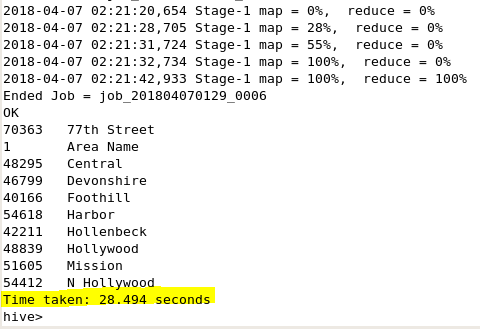 2018-04-07 02:21:20,654 Stage-1 map = 0%,  reduce = 0%
2018-04-07 02:21:28,705 Stage-1 map = 28%,  reduce = 0%
2018-04-07 02:21:31,724 Stage-1 map = 55%,  reduce = 0%
2018-04-07 02:21:32,734 Stage-1 map = 100%,  reduce = 0%
2018-04-07 02:21:42,933 Stage-1 map = 100%,  reduce = 100%
Ended Job = job_201804070129_0006
OK
70363   77th Street
1       Area Name
48295   Central
46799   Devonshire
40166   Foothill
54618   Harbor
42211   Hollenbeck
48839   Hollywood
51605   Mission
54412   N Hollywood
Time taken: 28.494 seconds
hive>